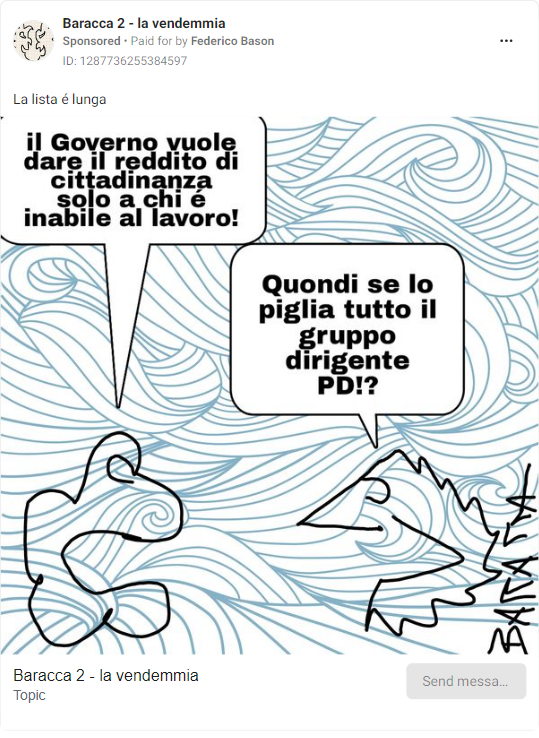 Baracca 2 - la vendemmia
Sponsored • Paid for by Federico Bason
ID: 1287736255384597
La lista é lunga
il Governo vuole
dare il reddito di
cittadinanza
solo a chi é
inabile al lavoro!
Quondi se lo
piglia tutto il
gruppo
dirigente
PD!?
Baracca 2 - la vendemmia
Topic
Send messa...